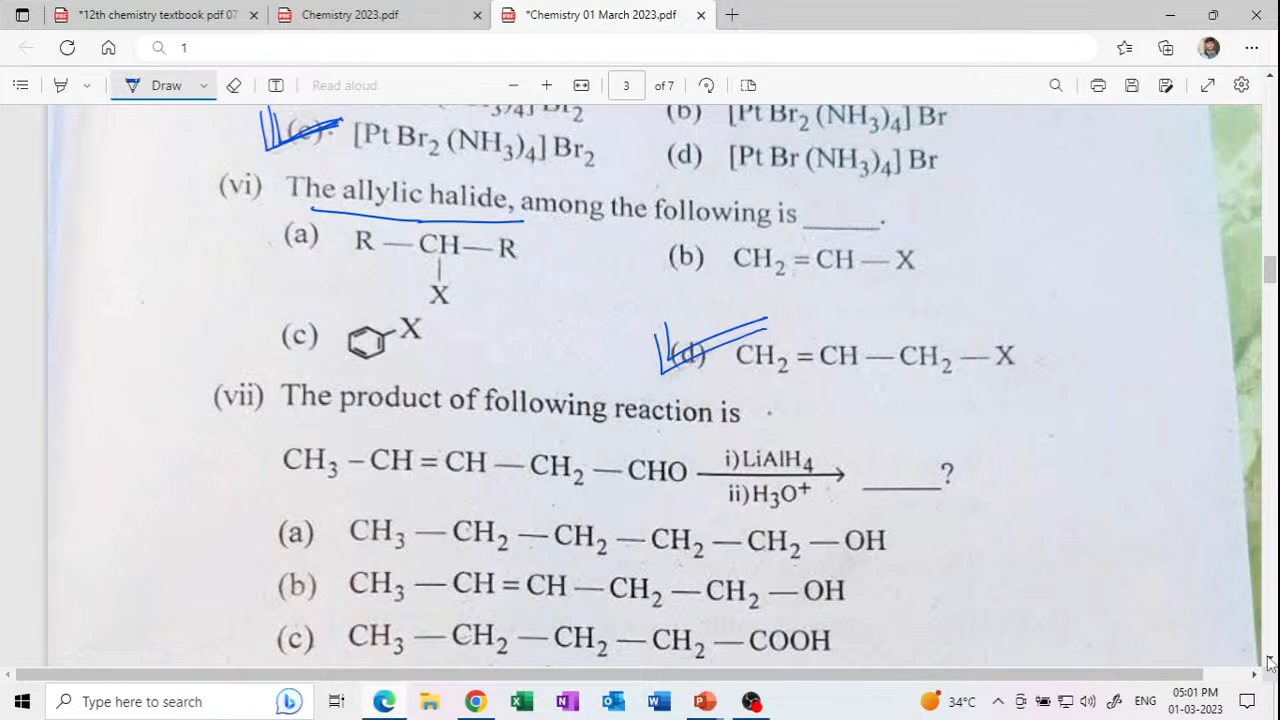 *12th chemistry textbook pdf 07 × Chemistry 2023.pdf × *Chemistry 01 March 2023.pdf × +
1
Draw Read aloud 3 of 7
(b) [Pt Br₂ (NH₃)₄] Br
(c) [Pt Br₂ (NH₃)₄] Br₂ (d) [Pt Br (NH₃)₄] Br
(vi) The allylic halide, among the following is _____.
(a) R — CH — R
|
X
(b) CH₂ = CH — X
(c) X
(d) CH₂ = CH — CH₂ — X
(vii) The product of following reaction is
CH₃ – CH = CH — CH₂ — CHO i)LiAlH₄ ii)H₃O⁺ _____?
(a) CH₃ — CH₂ — CH₂ — CH₂ — CH₂ — OH
(b) CH₃ — CH = CH — CH₂ — CH₂ — OH
(c) CH₃ — CH₂ — CH₂ — CH₂ — COOH
Type here to search 34°C ENG 05:01 PM
01-03-2023